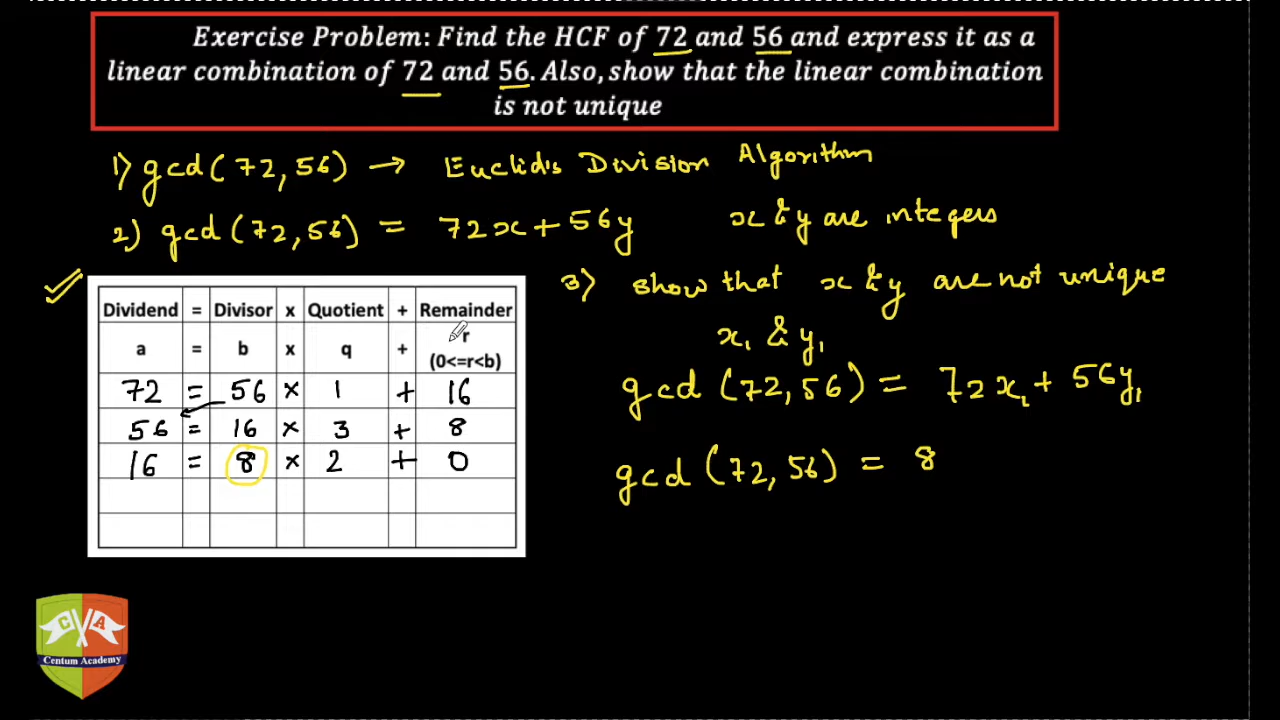 Exercise Problem: Find the HCF of 72 and 56 and express it as a
linear combination of 72 and 56. Also, show that the linear combination
is not unique
1) gcd (72, 56) → Euclid's Division Algorithm
2) gcd (72, 56) = 72x + 56y x & y are integers
Dividend = Divisor x Quotient + Remainder
a = b x q + r
(0<=r<b)
72 = 56 × 1 + 16
56 = 16 × 3 + 8
16 = 8 × 2 + 0
3) show that x & y are not unique
x₁ & y₁
gcd (72, 56) = 72x₁ + 56y₁
gcd (72, 56) = 8
C A
Centum Academy